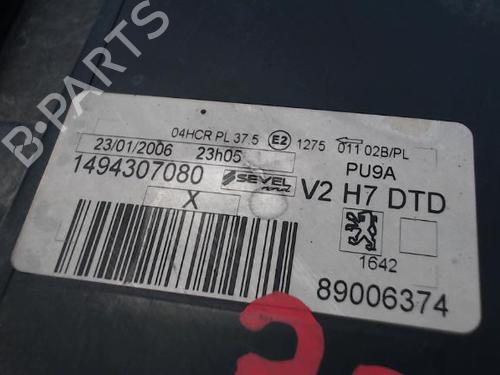 04HCR PL 37.5 E2 1275 011 02B/PL
23/01/2006 23h05 PU9A
1494307080 SEVEL V2 H7 DTD
X
1642
89006374
B-PARTS